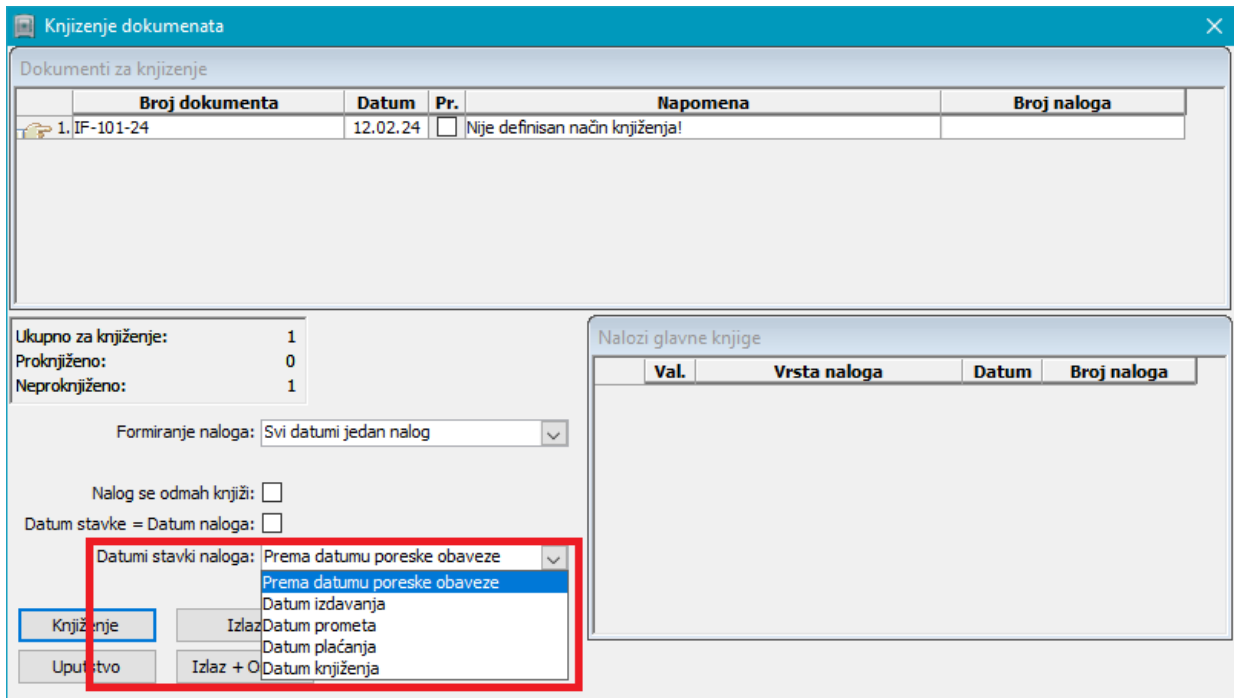 Knjizenje dokumenata
Dokumenti za knjizenje
Broj dokumenta Datum Pr. Napomena Broj naloga
1. IF-101-24 12.02.24 Nije definisan način knjiženja!
Ukupno za knjiženje: 1
Proknjiženo: 0
Neproknjiženo: 1
Nalozi glavne knjige
Val. Vrsta naloga Datum Broj naloga
Formiranje naloga: Svi datumi jedan nalog
Nalog se odmah knjiži:
Datum stavke = Datum naloga:
Datumi stavki naloga: Prema datumu poreske obaveze
Prema datumu poreske obaveze
Datum izdavanja
Datum prometa
Datum plaćanja
Datum knjiženja
Knjiženje Izlaz
Uputstvo Izlaz + O